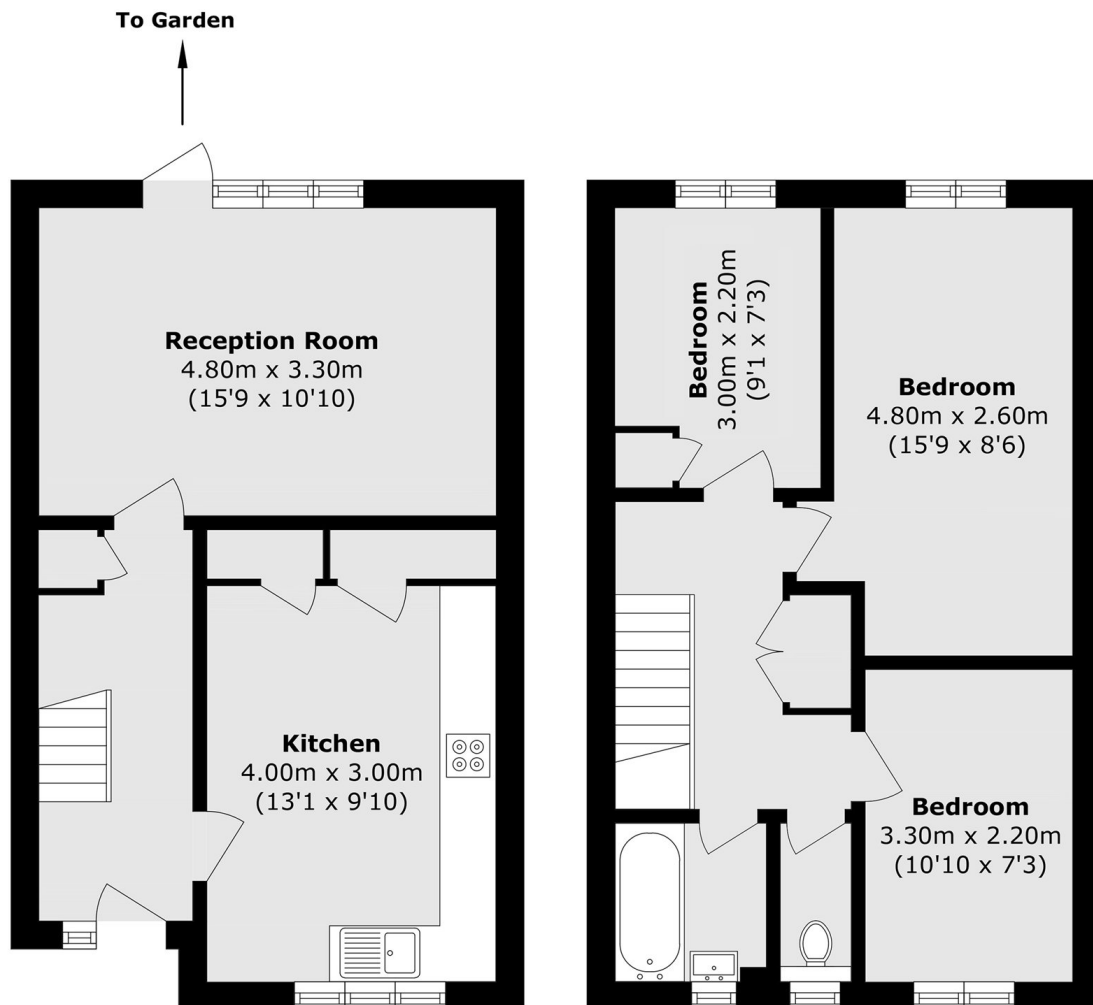 To Garden
Reception Room
4.80m x 3.30m
(15'9 x 10'10)
Kitchen
4.00m x 3.00m
(13'1 x 9'10)
Bedroom
3.00m x 2.20m
(9'1 x 7'3)
Bedroom
4.80m x 2.60m
(15'9 x 8'6)
Bedroom
3.30m x 2.20m
(10'10 x 7'3)